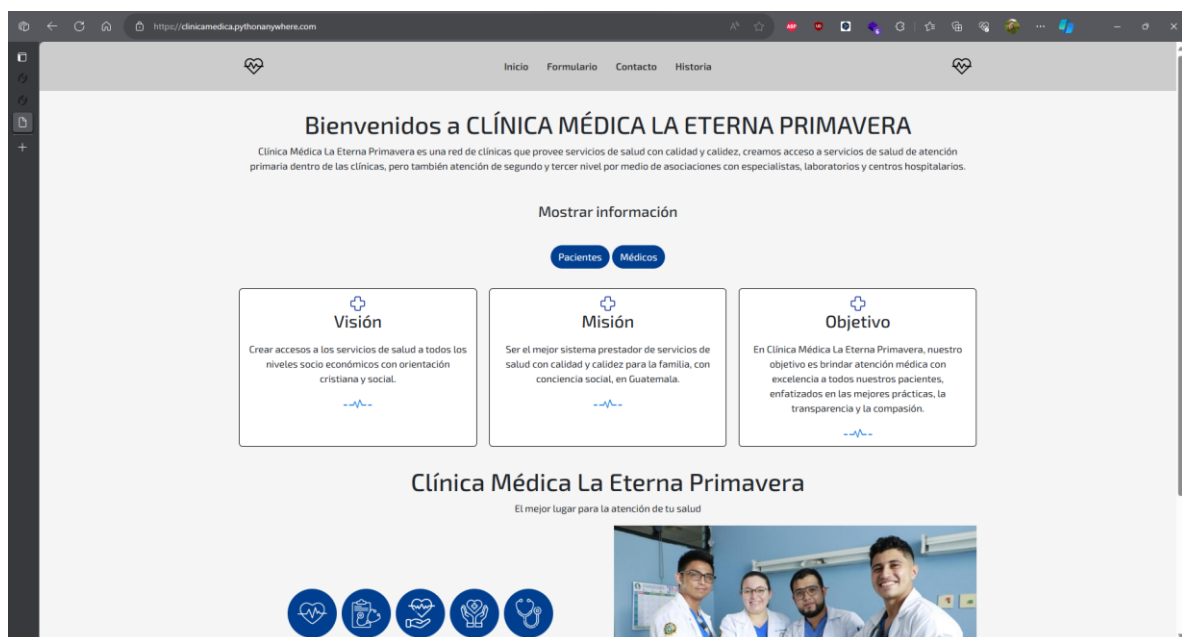 https://clinicamedica.pythonanywhere.com
Inicio Formulario Contacto Historia
Bienvenidos a CLÍNICA MÉDICA LA ETERNA PRIMAVERA
Clínica Médica La Eterna Primavera es una red de clínicas que provee servicios de salud con calidad y calidez, creamos acceso a servicios de salud de atención
primaria dentro de las clínicas, pero también atención de segundo y tercer nivel por medio de asociaciones con especialistas, laboratorios y centros hospitalarios.
Mostrar información
Pacientes Médicos
Visión
Crear accesos a los servicios de salud a todos los
niveles socio económicos con orientación
cristiana y social.
Misión
Ser el mejor sistema prestador de servicios de
salud con calidad y calidez para la familia, con
conciencia social, en Guatemala.
Objetivo
En Clínica Médica La Eterna Primavera, nuestro
objetivo es brindar atención médica con
excelencia a todos nuestros pacientes,
enfatizados en las mejores prácticas, la
transparencia y la compasión.
Clínica Médica La Eterna Primavera
El mejor lugar para la atención de tu salud